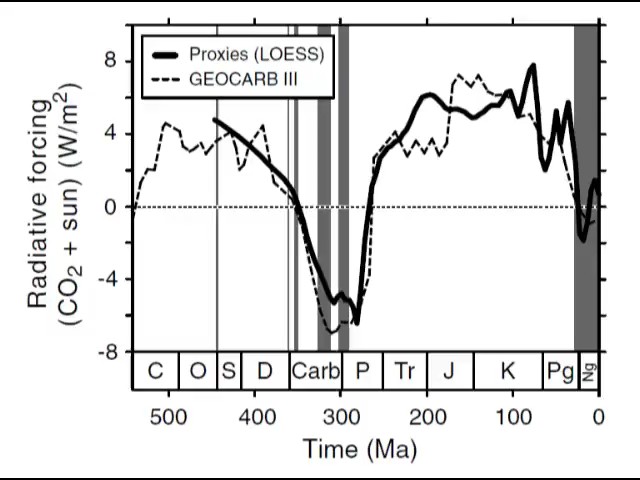 Proxies (LOESS)
GEOCARB III
Radiative forcing
(CO₂ + sun) (W/m²)
8
4
0
-4
-8
C O S D Carb P Tr J K Pg Ng
500 400 300 200 100 0
Time (Ma)